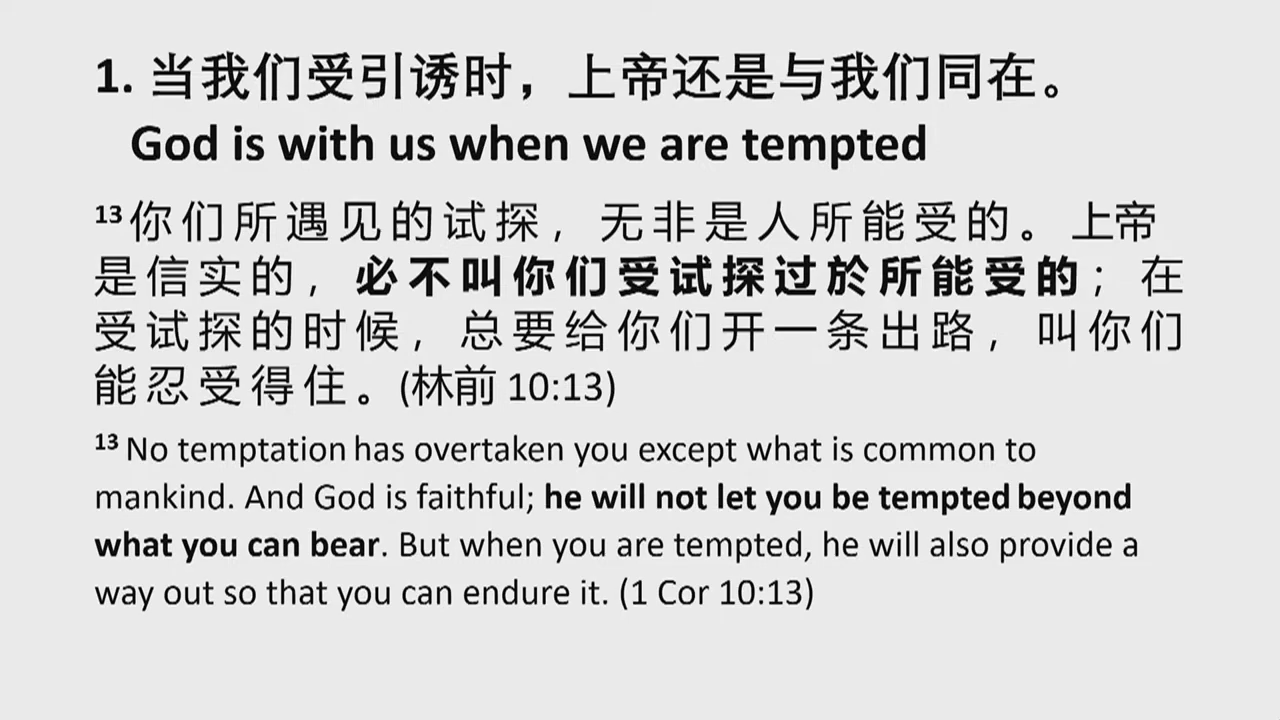 1. 当我们受引诱时，上帝还是与我们同在。
God is with us when we are tempted
13 你们所遇见的试探，无非是人所能受的。上帝
是信实的，必不叫你们受试探过於所能受的；在
受试探的时候，总要给你们开一条出路，叫你们
能忍受得住。(林前 10:13)
13 No temptation has overtaken you except what is common to
mankind. And God is faithful; he will not let you be tempted beyond
what you can bear. But when you are tempted, he will also provide a
way out so that you can endure it. (1 Cor 10:13)